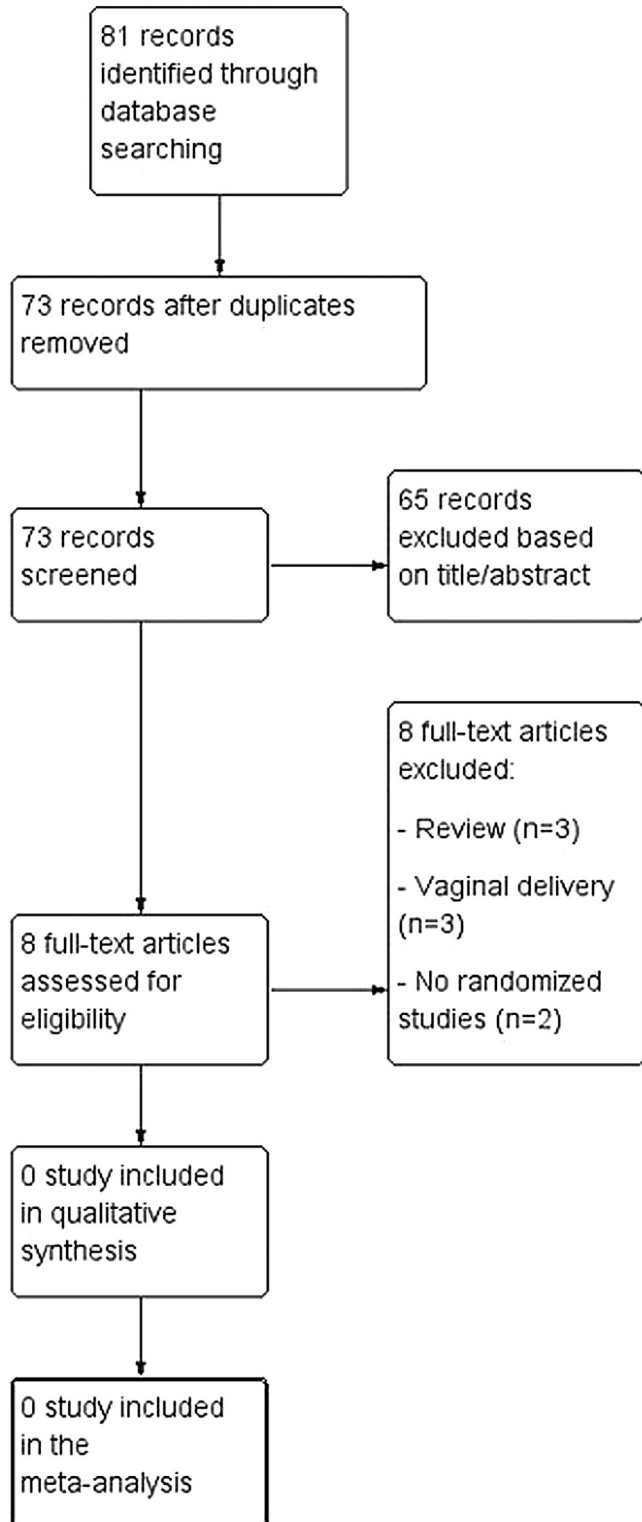 81 records
identified through
database
searching
73 records after duplicates
removed
73 records
screened
65 records
excluded based
on title/abstract
8 full-text articles
excluded:
- Review (n=3)
- Vaginal delivery
(n=3)
- No randomized
studies (n=2)
8 full-text articles
assessed for
eligibility
0 study included
in qualitative
synthesis
0 study included
in the
meta-analysis